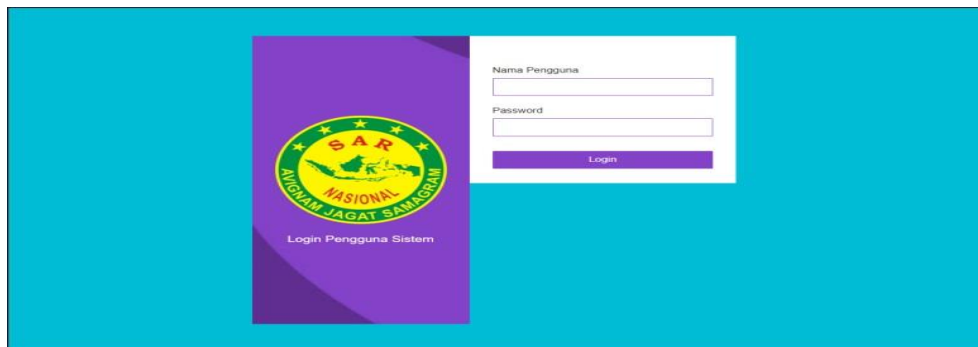 SAR
NASIONAL
AVIGNAM JAGAT SAMAGRAM
Login Pengguna Sistem
Nama Pengguna
Password
Login